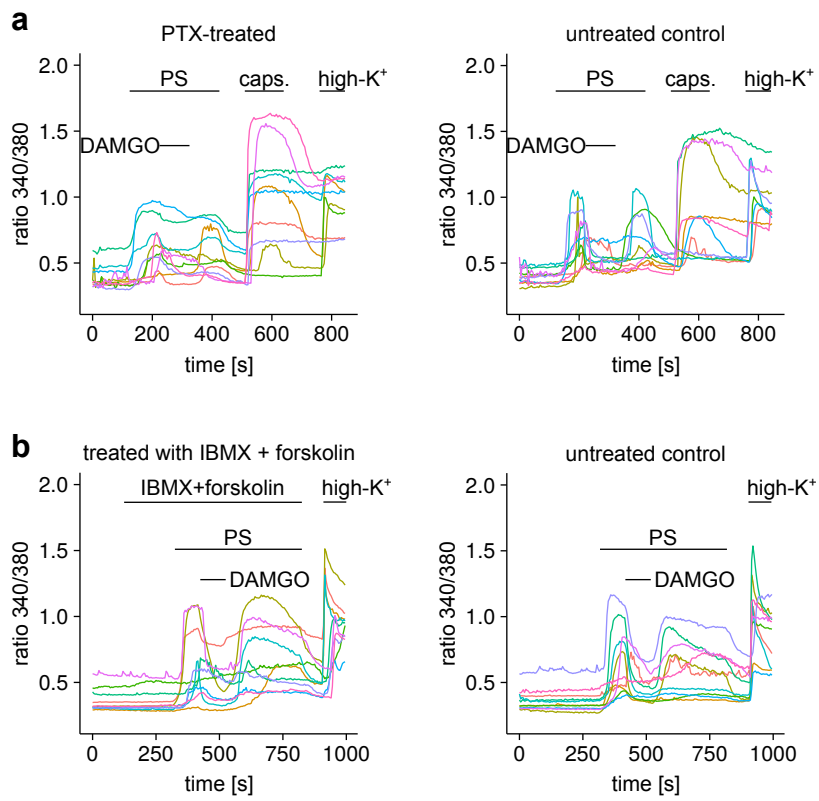 a
PTX-treated
untreated control
2.0
1.5
1.0
0.5
ratio 340/380
PS
caps.
high-K⁺
DAMGO
0 200 400 600 800
time [s]
2.0
1.5
1.0
0.5
ratio 340/380
PS
caps.
high-K⁺
DAMGO
0 200 400 600 800
time [s]
b
treated with IBMX + forskolin
untreated control
2.0
1.5
1.0
0.5
ratio 340/380
IBMX+forskolin
high-K⁺
PS
DAMGO
0 250 500 750 1000
time [s]
2.0
1.5
1.0
0.5
ratio 340/380
high-K⁺
PS
DAMGO
0 250 500 750 1000
time [s]